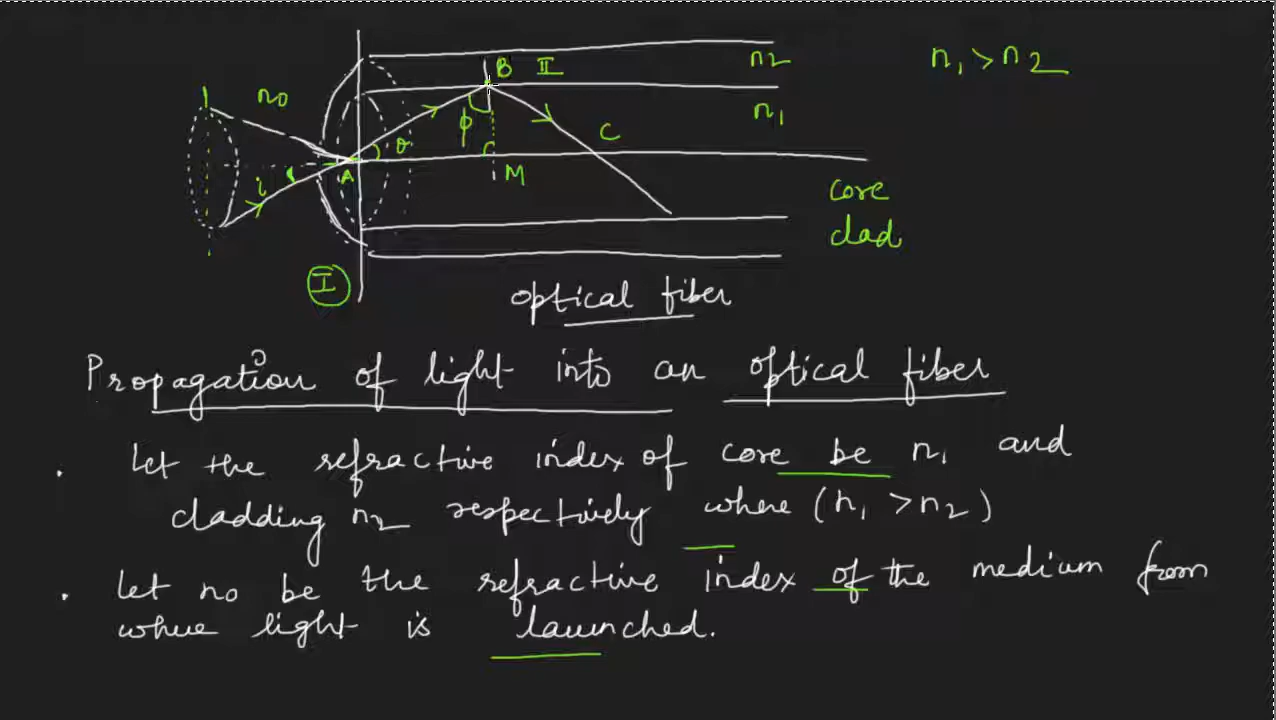 B II n2 n1 > n2
n0 n1
ϕ θ C
i A M core
clad
I
optical fiber
Propagation of light into an optical fiber
. Let the refractive index of core be n1 and
cladding n2 respectively where (n1 > n2)
. Let no be the refractive index of the medium from
where light is launched.